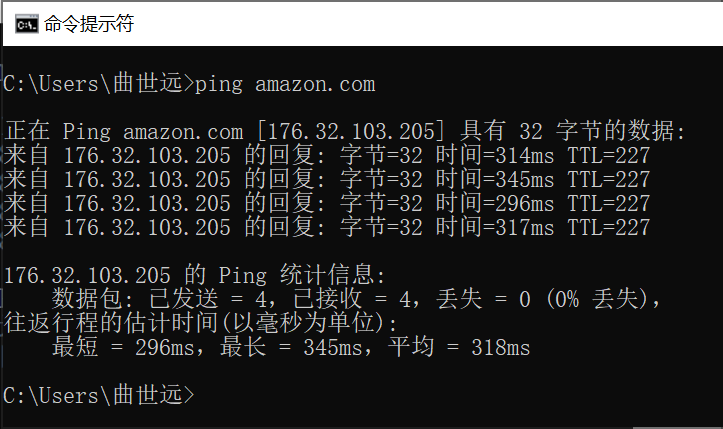 命令提示符
C:\Users\曲世远>ping amazon.com
正在 Ping amazon.com [176.32.103.205] 具有 32 字节的数据:
来自 176.32.103.205 的回复: 字节=32 时间=314ms TTL=227
来自 176.32.103.205 的回复: 字节=32 时间=345ms TTL=227
来自 176.32.103.205 的回复: 字节=32 时间=296ms TTL=227
来自 176.32.103.205 的回复: 字节=32 时间=317ms TTL=227
176.32.103.205 的 Ping 统计信息:
    数据包: 已发送 = 4，已接收 = 4，丢失 = 0 (0% 丢失)，
往返行程的估计时间(以毫秒为单位):
    最短 = 296ms，最长 = 345ms，平均 = 318ms
C:\Users\曲世远>